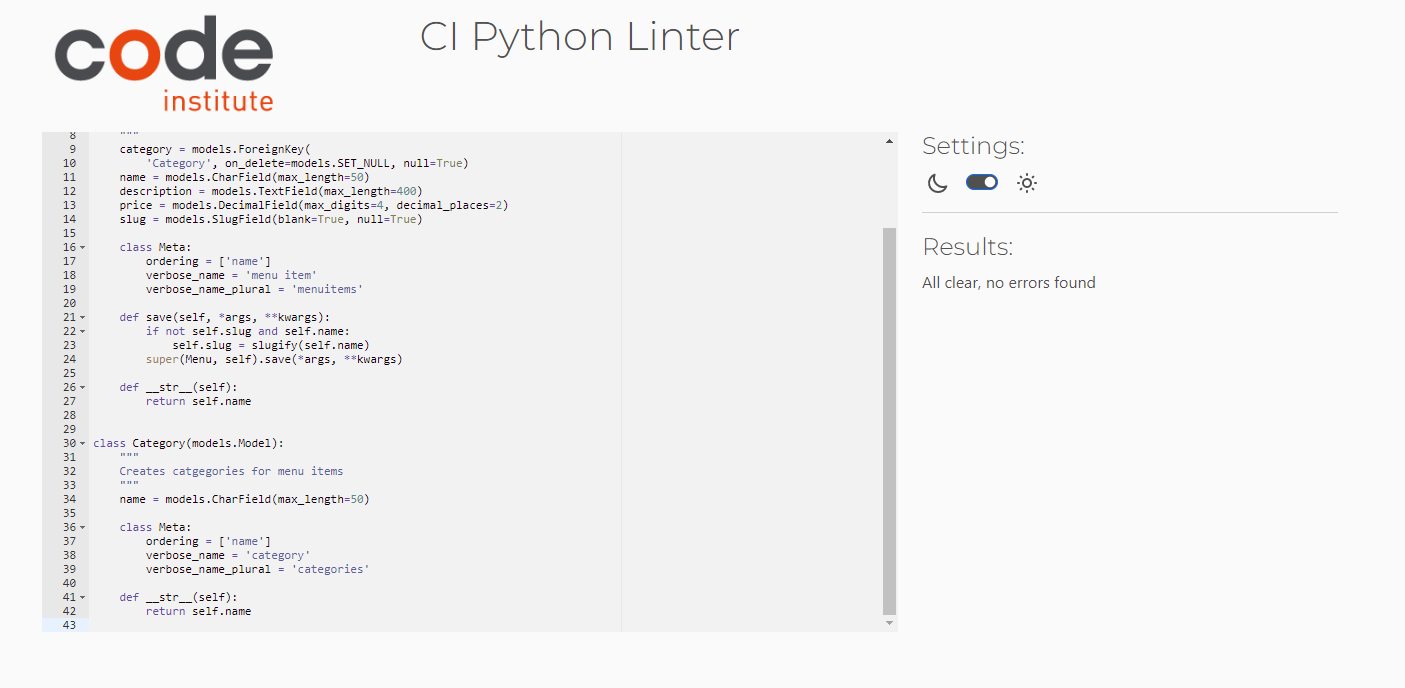 code
institute
CI Python Linter
8 """
9 category = models.ForeignKey(
10 'Category', on_delete=models.SET_NULL, null=True)
11 name = models.CharField(max_length=50)
12 description = models.TextField(max_length=400)
13 price = models.DecimalField(max_digits=4, decimal_places=2)
14 slug = models.SlugField(blank=True, null=True)
15
16 class Meta:
17 ordering = ['name']
18 verbose_name = 'menu item'
19 verbose_name_plural = 'menuitems'
20
21 def save(self, *args, **kwargs):
22 if not self.slug and self.name:
23 self.slug = slugify(self.name)
24 super(Menu, self).save(*args, **kwargs)
25
26 def __str__(self):
27 return self.name
28
29
30 class Category(models.Model):
31 """
32 Creates catgegories for menu items
33 """
34 name = models.CharField(max_length=50)
35
36 class Meta:
37 ordering = ['name']
38 verbose_name = 'category'
39 verbose_name_plural = 'categories'
40
41 def __str__(self):
42 return self.name
43
Settings:
Results:
All clear, no errors found